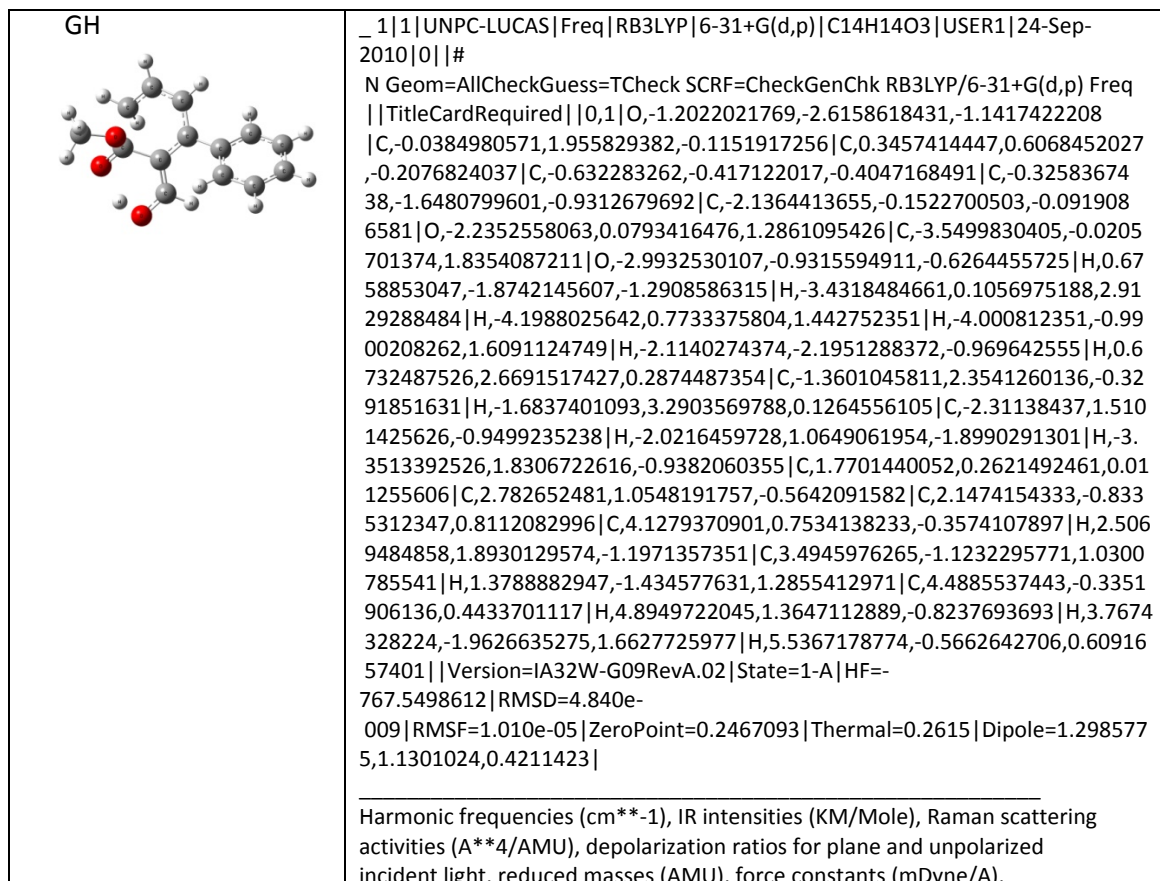 GH
_ 1|1|UNPC-LUCAS|Freq|RB3LYP|6-31+G(d,p)|C14H14O3|USER1|24-Sep-
2010|0||#
N Geom=AllCheckGuess=TCheck SCRF=CheckGenChk RB3LYP/6-31+G(d,p) Freq
||TitleCardRequired||0,1|O,-1.2022021769,-2.6158618431,-1.1417422208
|C,-0.0384980571,1.955829382,-0.1151917256|C,0.3457414447,0.6068452027
,-0.2076824037|C,-0.632283262,-0.417122017,-0.4047168491|C,-0.32583674
38,-1.6480799601,-0.9312679692|C,-2.1364413655,-0.1522700503,-0.091908
6581|O,-2.2352558063,0.0793416476,1.2861095426|C,-3.5499830405,-0.0205
701374,1.8354087211|O,-2.9932530107,-0.9315594911,-0.6264455725|H,0.67
58853047,-1.8742145607,-1.2908586315|H,-3.4318484661,0.1056975188,2.91
29288484|H,-4.1988025642,0.7733375804,1.442752351|H,-4.000812351,-0.99
00208262,1.6091124749|H,-2.1140274374,-2.1951288372,-0.969642555|H,0.6
732487526,2.6691517427,0.2874487354|C,-1.3601045811,2.3541260136,-0.32
91851631|H,-1.6837401093,3.2903569788,0.1264556105|C,-2.31138437,1.510
1425626,-0.9499235238|H,-2.0216459728,1.0649061954,-1.8990291301|H,-3.
3513392526,1.8306722616,-0.9382060355|C,1.7701440052,0.2621492461,0.01
1255606|C,2.782652481,1.0548191757,-0.5642091582|C,2.1474154333,-0.833
5312347,0.8112082996|C,4.1279370901,0.7534138233,-0.3574107897|H,2.506
9484858,1.8930129574,-1.1971357351|C,3.4945976265,-1.1232295771,1.0300
785541|H,1.3788882947,-1.434577631,1.2855412971|C,4.4885537443,-0.3351
906136,0.4433701117|H,4.8949722045,1.3647112889,-0.8237693693|H,3.7674
328224,-1.9626635275,1.6627725977|H,5.5367178774,-0.5662642706,0.60916
57401||Version=IA32W-G09RevA.02|State=1-A|HF=-
767.5498612|RMSD=4.840e-
009|RMSF=1.010e-05|ZeroPoint=0.2467093|Thermal=0.2615|Dipole=1.298577
5,1.1301024,0.4211423|
Harmonic frequencies (cm**-1), IR intensities (KM/Mole), Raman scattering
activities (A**4/AMU), depolarization ratios for plane and unpolarized
incident light, reduced masses (AMU), force constants (mDyne/A),